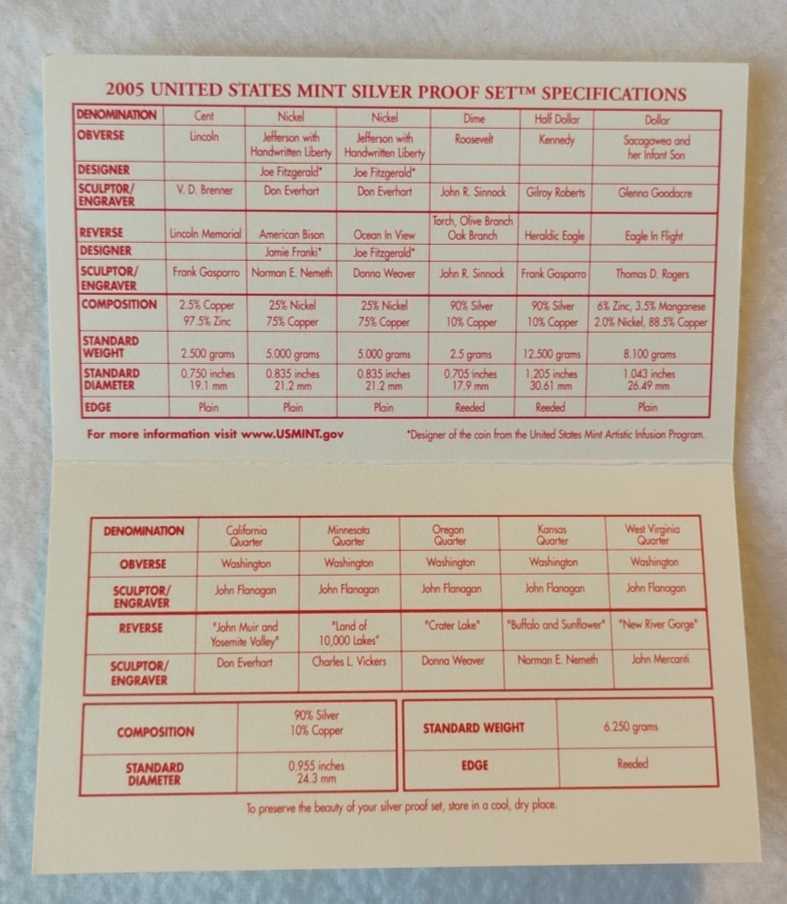 2005 UNITED STATES MINT SILVER PROOF SET™ SPECIFICATIONS
DENOMINATION Cent Nickel Nickel Dime Half Dollar Dollar
OBVERSE Lincoln Jefferson with Jefferson with Roosevelt Kennedy Sacagawea and
Handwritten Liberty Handwritten Liberty her Infant Son
DESIGNER Joe Fitzgerald* Joe Fitzgerald*
SCULPTOR/ V. D. Brenner Don Everhart Don Everhart John R. Sinnock Gilroy Roberts Glenna Goodacre
ENGRAVER
Torch, Olive Branch
REVERSE Lincoln Memorial American Bison Ocean In View Oak Branch Heraldic Eagle Eagle In Flight
DESIGNER Jamie Franki* Joe Fitzgerald*
SCULPTOR/ Frank Gasparro Norman E. Nemeth Donna Weaver John R. Sinnock Frank Gasparro Thomas D. Rogers
ENGRAVER
COMPOSITION 2.5% Copper 25% Nickel 25% Nickel 90% Silver 90% Silver 6% Zinc, 3.5% Manganese
97.5% Zinc 75% Copper 75% Copper 10% Copper 10% Copper 2.0% Nickel, 88.5% Copper
STANDARD
WEIGHT 2.500 grams 5.000 grams 5.000 grams 2.5 grams 12.500 grams 8.100 grams
STANDARD 0.750 inches 0.835 inches 0.835 inches 0.705 inches 1.205 inches 1.043 inches
DIAMETER 19.1 mm 21.2 mm 21.2 mm 17.9 mm 30.61 mm 26.49 mm
EDGE Plain Plain Plain Reeded Reeded Plain
For more information visit www.USMINT.gov *Designer of the coin from the United States Mint Artistic Infusion Program.
DENOMINATION California Minnesota Oregon Kansas West Virginia
Quarter Quarter Quarter Quarter Quarter
OBVERSE Washington Washington Washington Washington Washington
SCULPTOR/ John Flanagan John Flanagan John Flanagan John Flanagan John Flanagan
ENGRAVER
REVERSE "John Muir and "Land of "Crater Lake" "Buffalo and Sunflower" "New River Gorge"
Yosemite Valley" 10,000 Lakes"
SCULPTOR/ Don Everhart Charles L. Vickers Donna Weaver Norman E. Nemeth John Mercanti
ENGRAVER
90% Silver
COMPOSITION 10% Copper STANDARD WEIGHT 6.250 grams
STANDARD 0.955 inches EDGE Reeded
DIAMETER 24.3 mm
To preserve the beauty of your silver proof set, store in a cool, dry place.